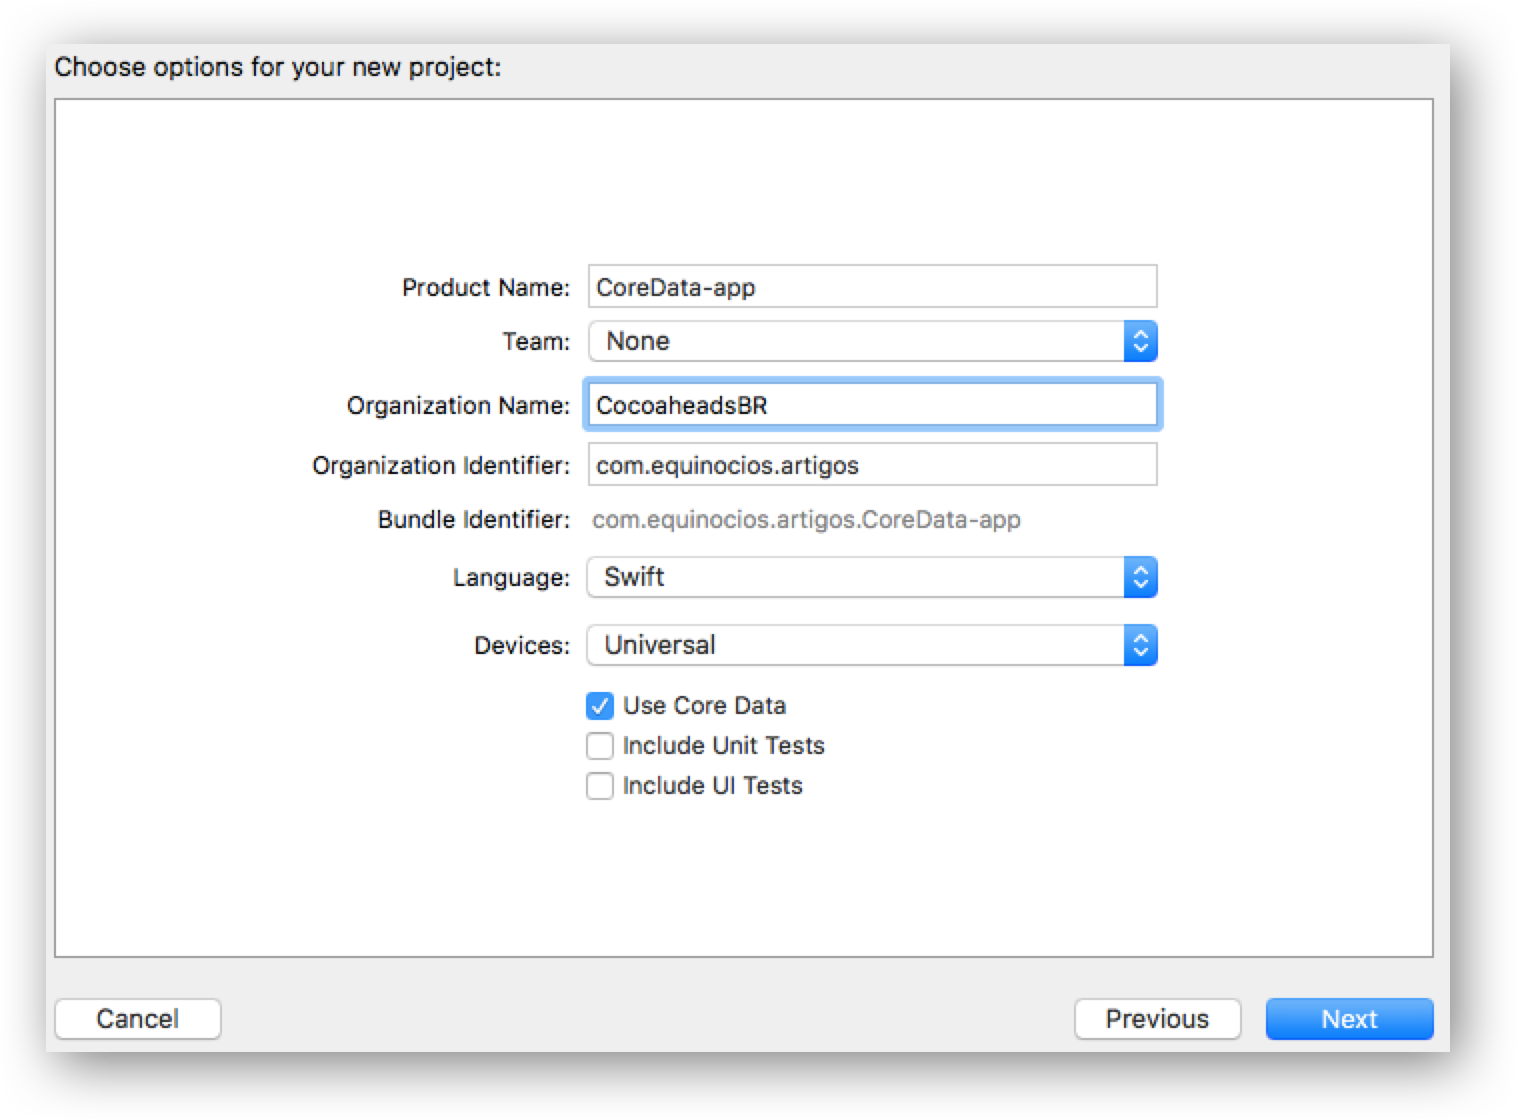 Choose options for your new project:
Product Name: CoreData-app
Team: None
Organization Name: CocoaheadsBR
Organization Identifier: com.equinocios.artigos
Bundle Identifier: com.equinocios.artigos.CoreData-app
Language: Swift
Devices: Universal
Use Core Data
Include Unit Tests
Include UI Tests
Cancel Previous Next